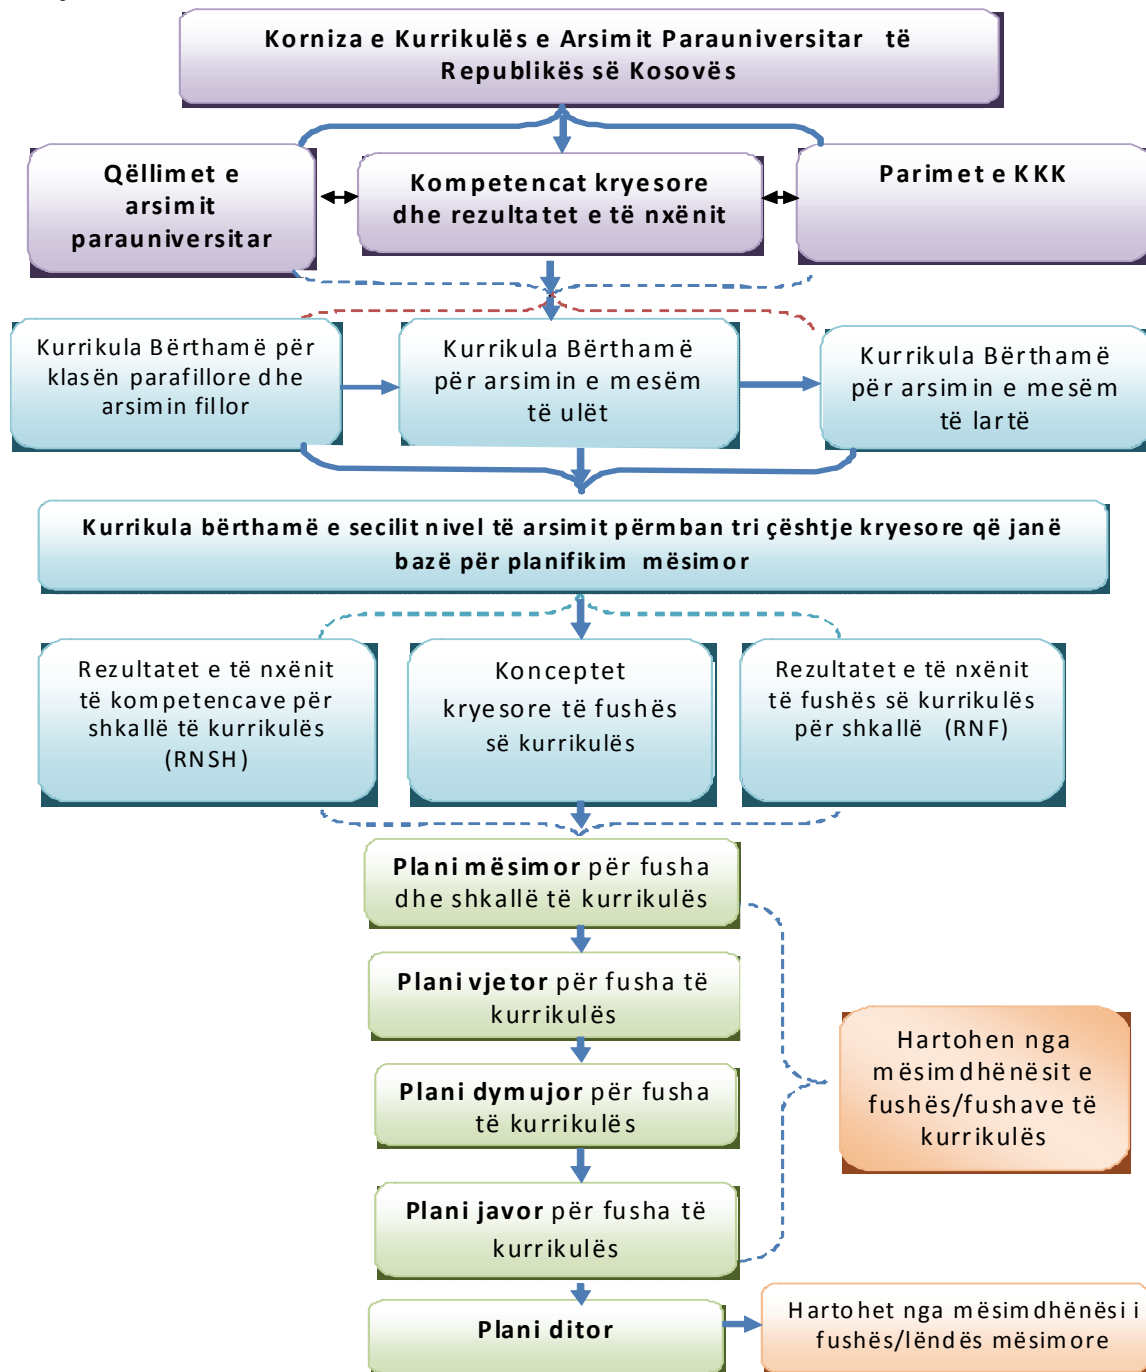 Korniza e Kurrikulës e Arsimit Parauniversitar të
Republikës së Kosovës
Qëllimet e
arsimit
parauniversitar
Kompetencat kryesore
dhe rezultatet e të nxënit
Parimet e KKK
Kurrikula Bërthamë për
klasën parafillore dhe
arsimin fillor
Kurrikula Bërthamë
për arsimin e mesëm
të ulët
Kurrikula Bërthamë
për arsimin e mesëm
të lartë
Kurrikula bërthamë e secilit nivel të arsimit përmban tri çështje kryesore që janë
bazë për planifikim mësimor
Rezultatet e të nxënit
të kompetencave për
shkallë të kurrikulës
(RNSH)
Konceptet
kryesore të fushës
së kurrikulës
Rezultatet e të nxënit
të fushës së kurrikulës
për shkallë (RNF)
Plani mësimor për fusha
dhe shkallë të kurrikulës
Plani vjetor për fusha të
kurrikulës
Plani dymujor për fusha
të kurrikulës
Plani javor për fusha të
kurrikulës
Hartohen nga
mësimdhënësit e
fushës/fushave të
kurrikulës
Plani ditor
Hartohet nga mësimdhënësi i
fushës/lëndës mësimore